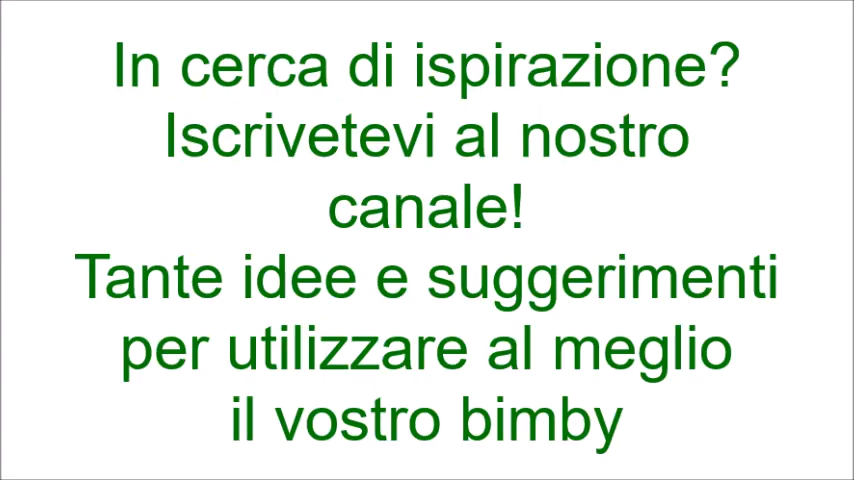 In cerca di ispirazione?
Iscrivetevi al nostro
canale!
Tante idee e suggerimenti
per utilizzare al meglio
il vostro bimby